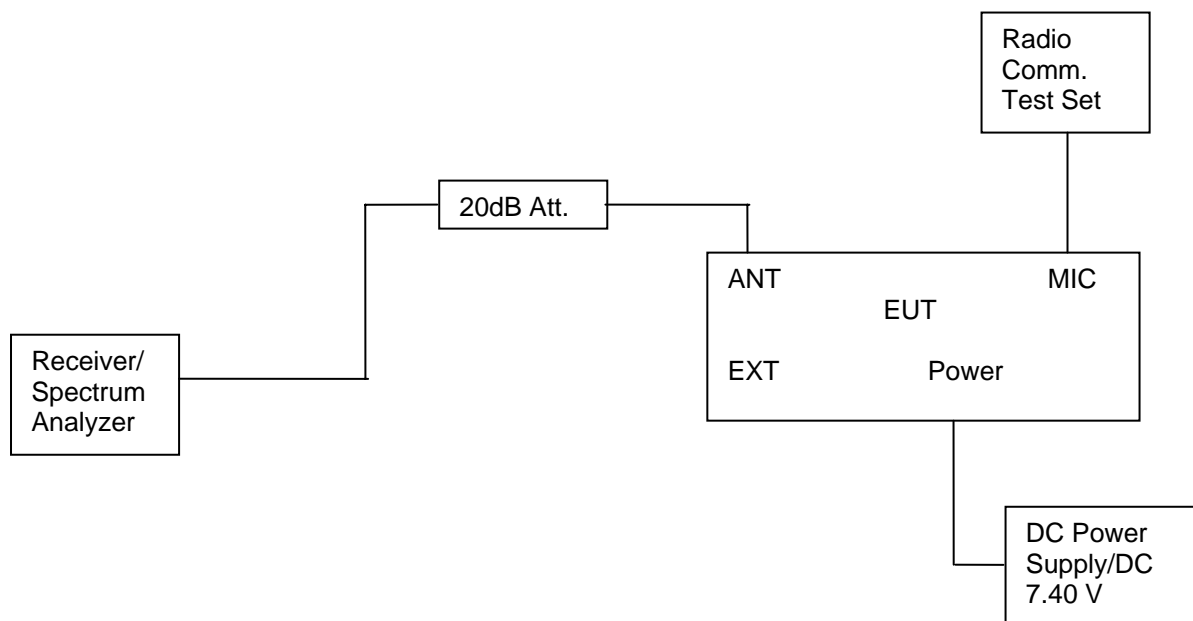 Radio
Comm.
Test Set
20dB Att.
ANT
MIC
EUT
EXT
Power
Receiver/
Spectrum
Analyzer
DC Power
Supply/DC
7.40 V